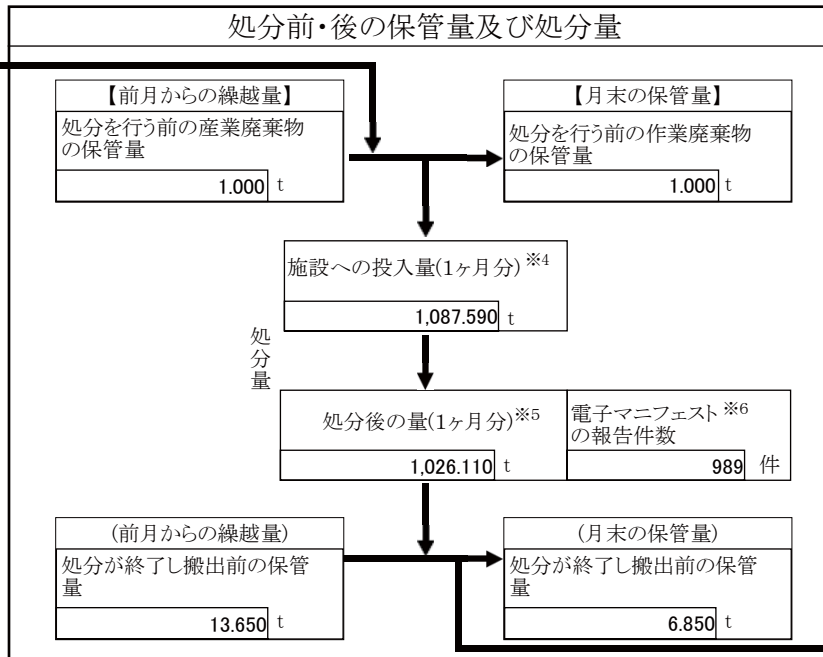 処分前・後の保管量及び処分量
【前月からの繰越量】
処分を行う前の産業廃棄物
の保管量
1.000 t
【月末の保管量】
処分を行う前の作業廃棄物
の保管量
1.000 t
施設への投入量(1ヶ月分)※4
1,087.590 t
処分量
処分後の量(1ヶ月分)※5
1,026.110 t
電子マニフェスト※6
の報告件数
989 件
(前月からの繰越量)
処分が終了し搬出前の保管
量
13.650 t
(月末の保管量)
処分が終了し搬出前の保管
量
6.850 t